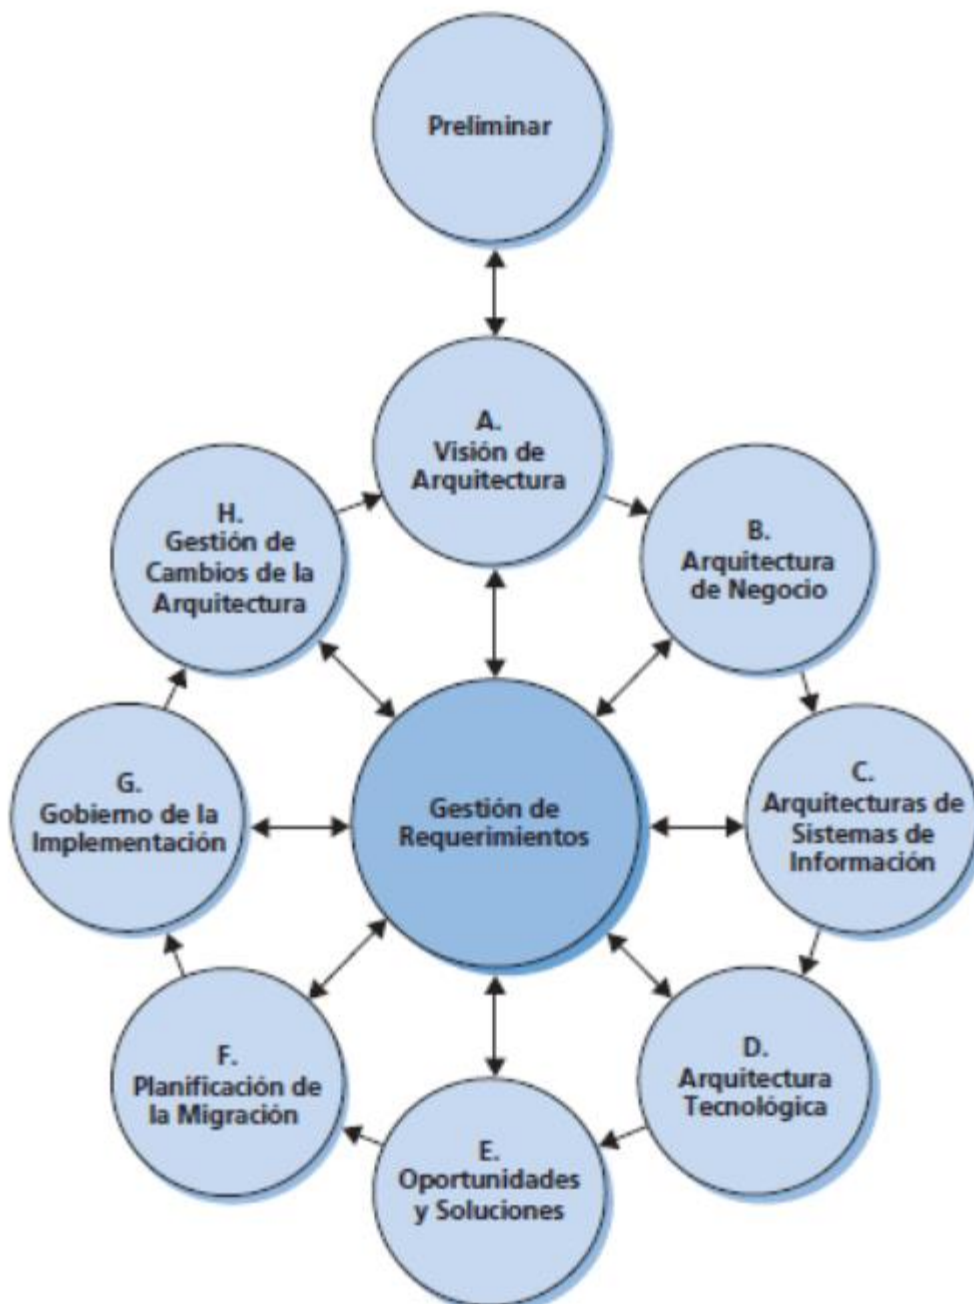 Preliminar
A.
Visión de
Arquitectura
B.
Arquitectura
de Negocio
C.
Arquitecturas de
Sistemas de
Información
D.
Arquitectura
Tecnológica
E.
Oportunidades
y Soluciones
F.
Planificación de
la Migración
G.
Gobierno de la
Implementación
H.
Gestión de
Cambios de la
Arquitectura
Gestión de
Requerimientos